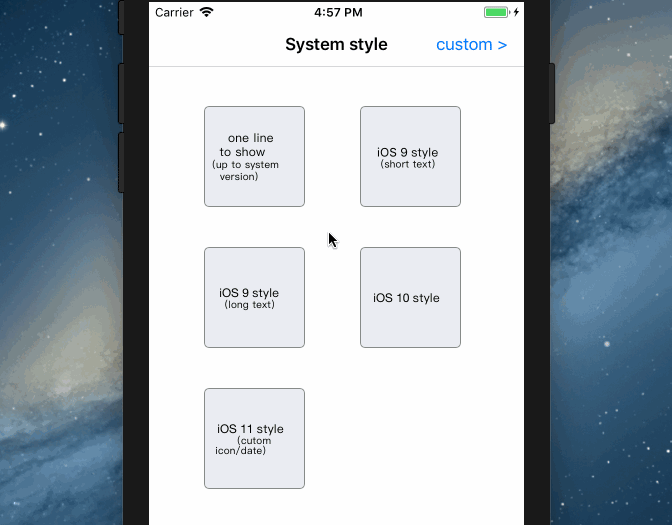 Carrier 4:57 PM
System style custom >
one line
to show
(up to system
version)
iOS 9 style
(short text)
iOS 9 style
(long text)
iOS 10 style
iOS 11 style
(cutom
icon/date)